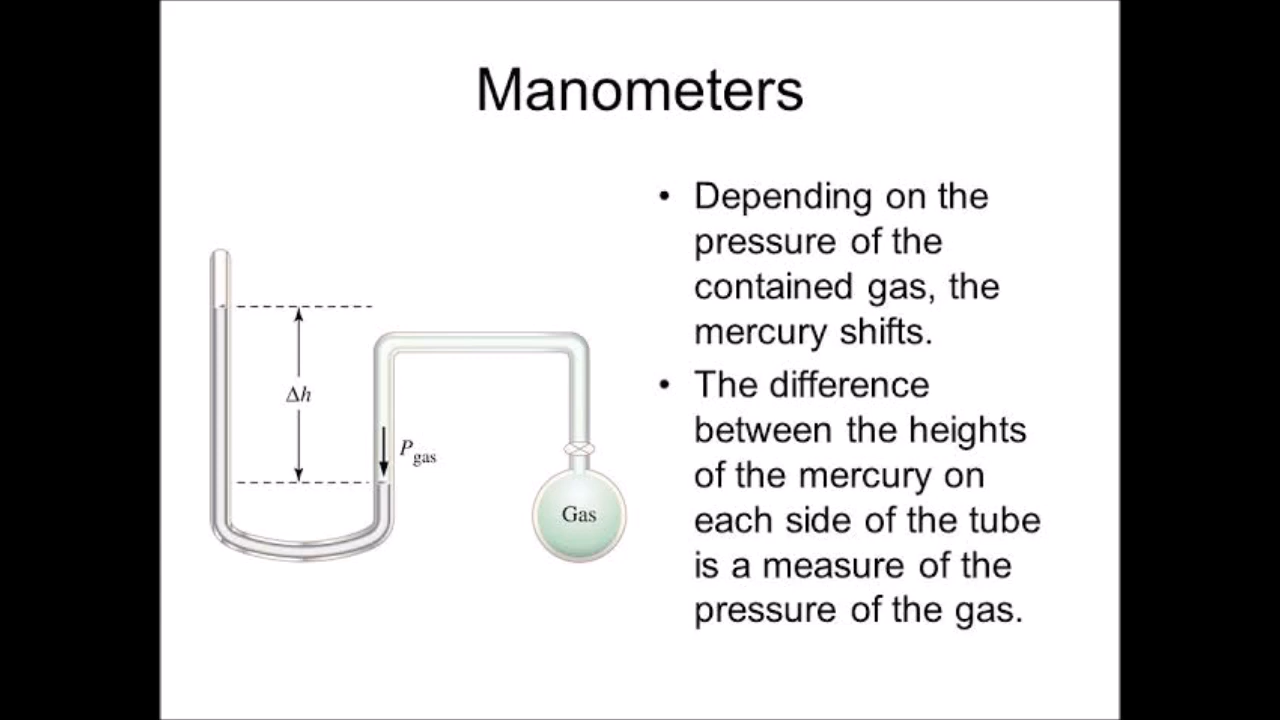 Manometers
• Depending on the
pressure of the
contained gas, the
mercury shifts.
• The difference
between the heights
of the mercury on
each side of the tube
is a measure of the
pressure of the gas.
Δh
P gas
Gas